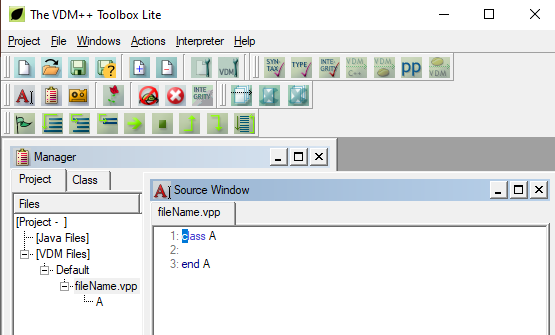 The VDM++ Toolbox Lite
Project File Windows Actions Interpreter Help
SYN TAX TYPE INTE GRITY VDM C++ pp VDM
VDM
INTE GRITY
Manager
Project Class
Files
[Project - ]
[Java Files]
[VDM Files]
Default
fileName.vpp
A
Source Window
fileName.vpp
1: class A
2:
3: end A